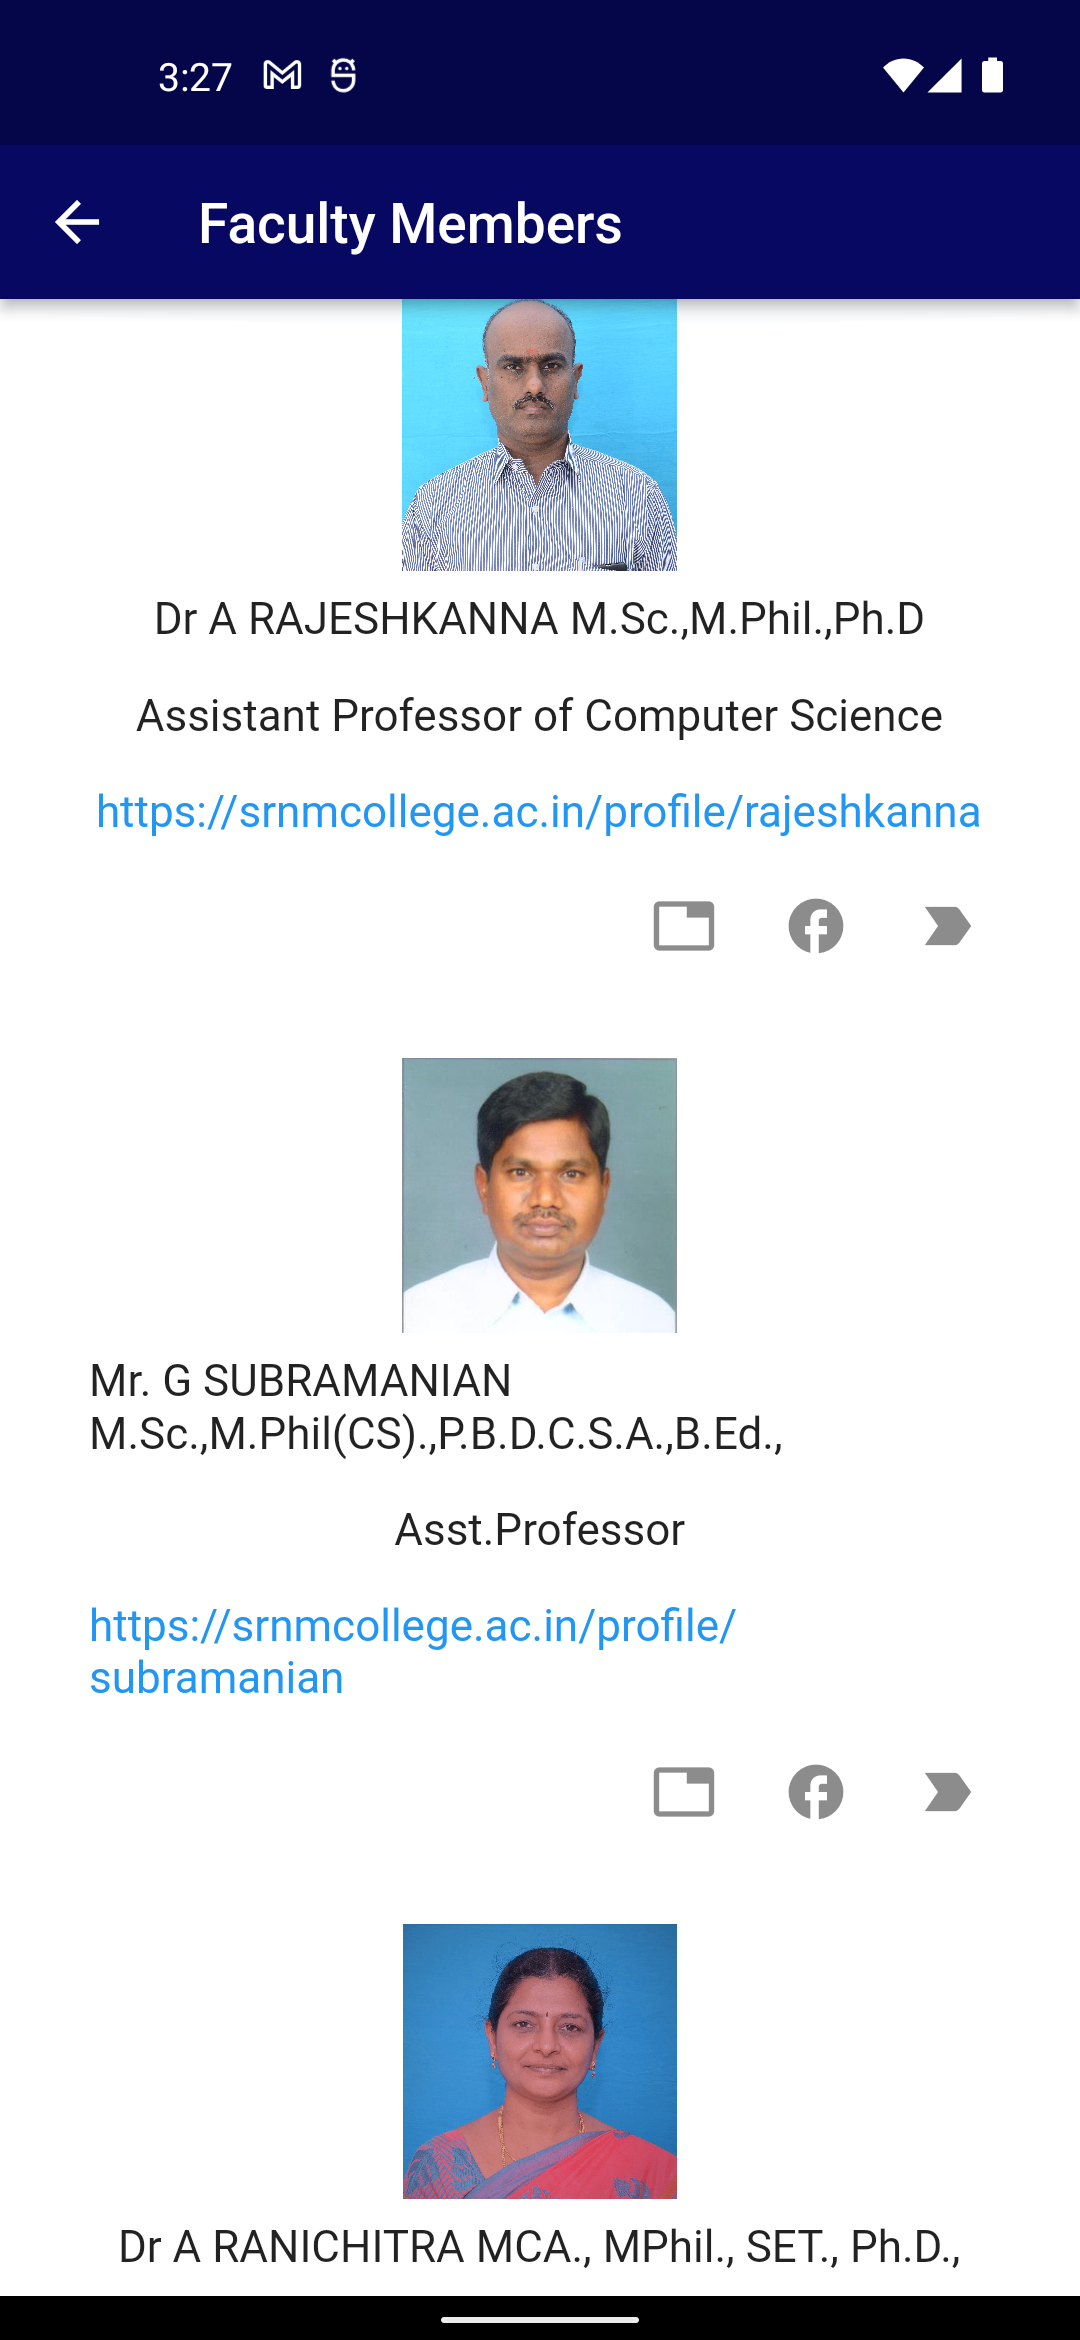 3:27
Faculty Members
Dr A RAJESHKANNA M.Sc.,M.Phil.,Ph.D
Assistant Professor of Computer Science
https://srnmcollege.ac.in/profile/rajeshkanna
Mr. G SUBRAMANIAN
M.Sc.,M.Phil(CS).,P.B.D.C.S.A.,B.Ed.,
Asst.Professor
https://srnmcollege.ac.in/profile/
subramanian
Dr A RANICHITRA MCA., MPhil., SET., Ph.D.,